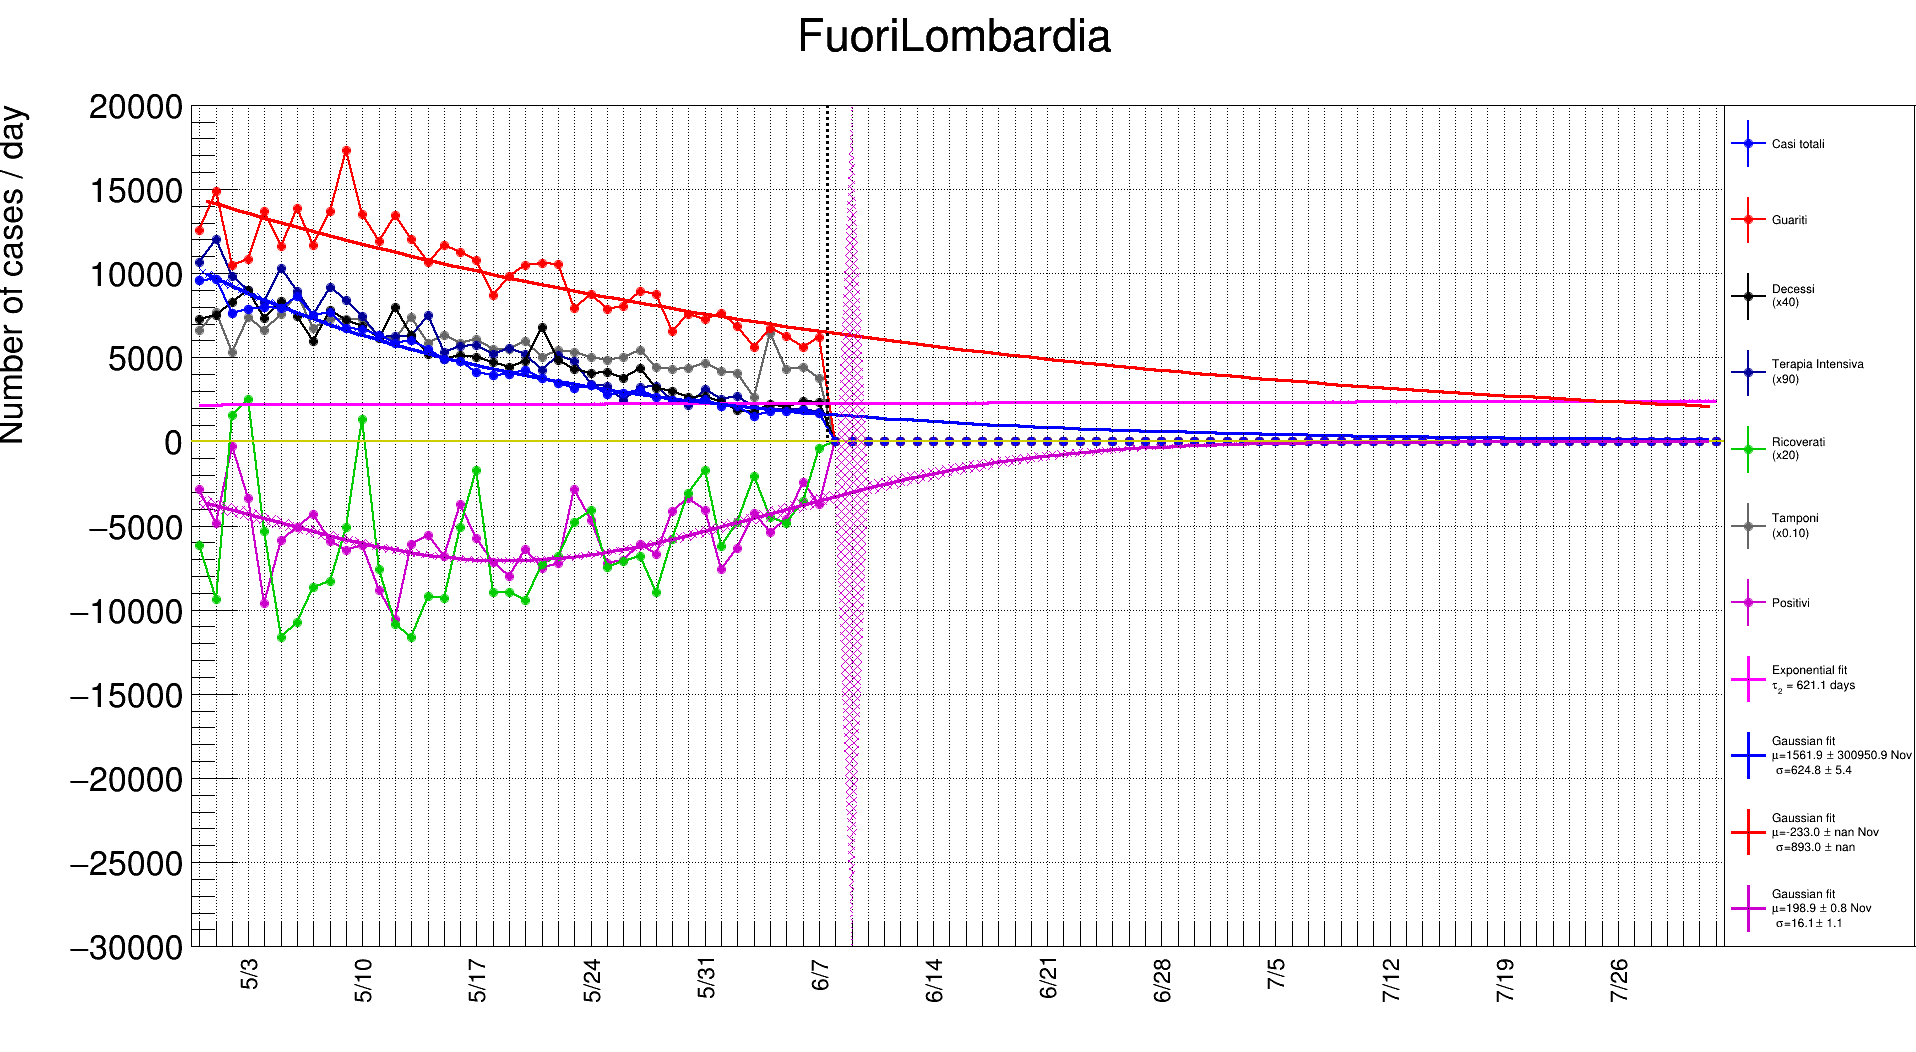 FuoriLombardia
Number of cases / day
20000
15000
10000
5000
0
−5000
−10000
−15000
−20000
−25000
−30000
5/3
5/10
5/17
5/24
5/31
6/7
6/14
6/21
6/28
7/5
7/12
7/19
7/26
Casi totali
Guariti
Decessi
(x40)
Terapia Intensiva
(x90)
Ricoverati
(x20)
Tamponi
(x0.10)
Positivi
Exponential fit
τ2 = 621.1 days
Gaussian fit
μ=1561.9 ± 300950.9 Nov
σ=624.8 ± 5.4
Gaussian fit
μ=-233.0 ± nan Nov
σ=893.0 ± nan
Gaussian fit
μ=198.9 ± 0.8 Nov
σ=16.1 ± 1.1